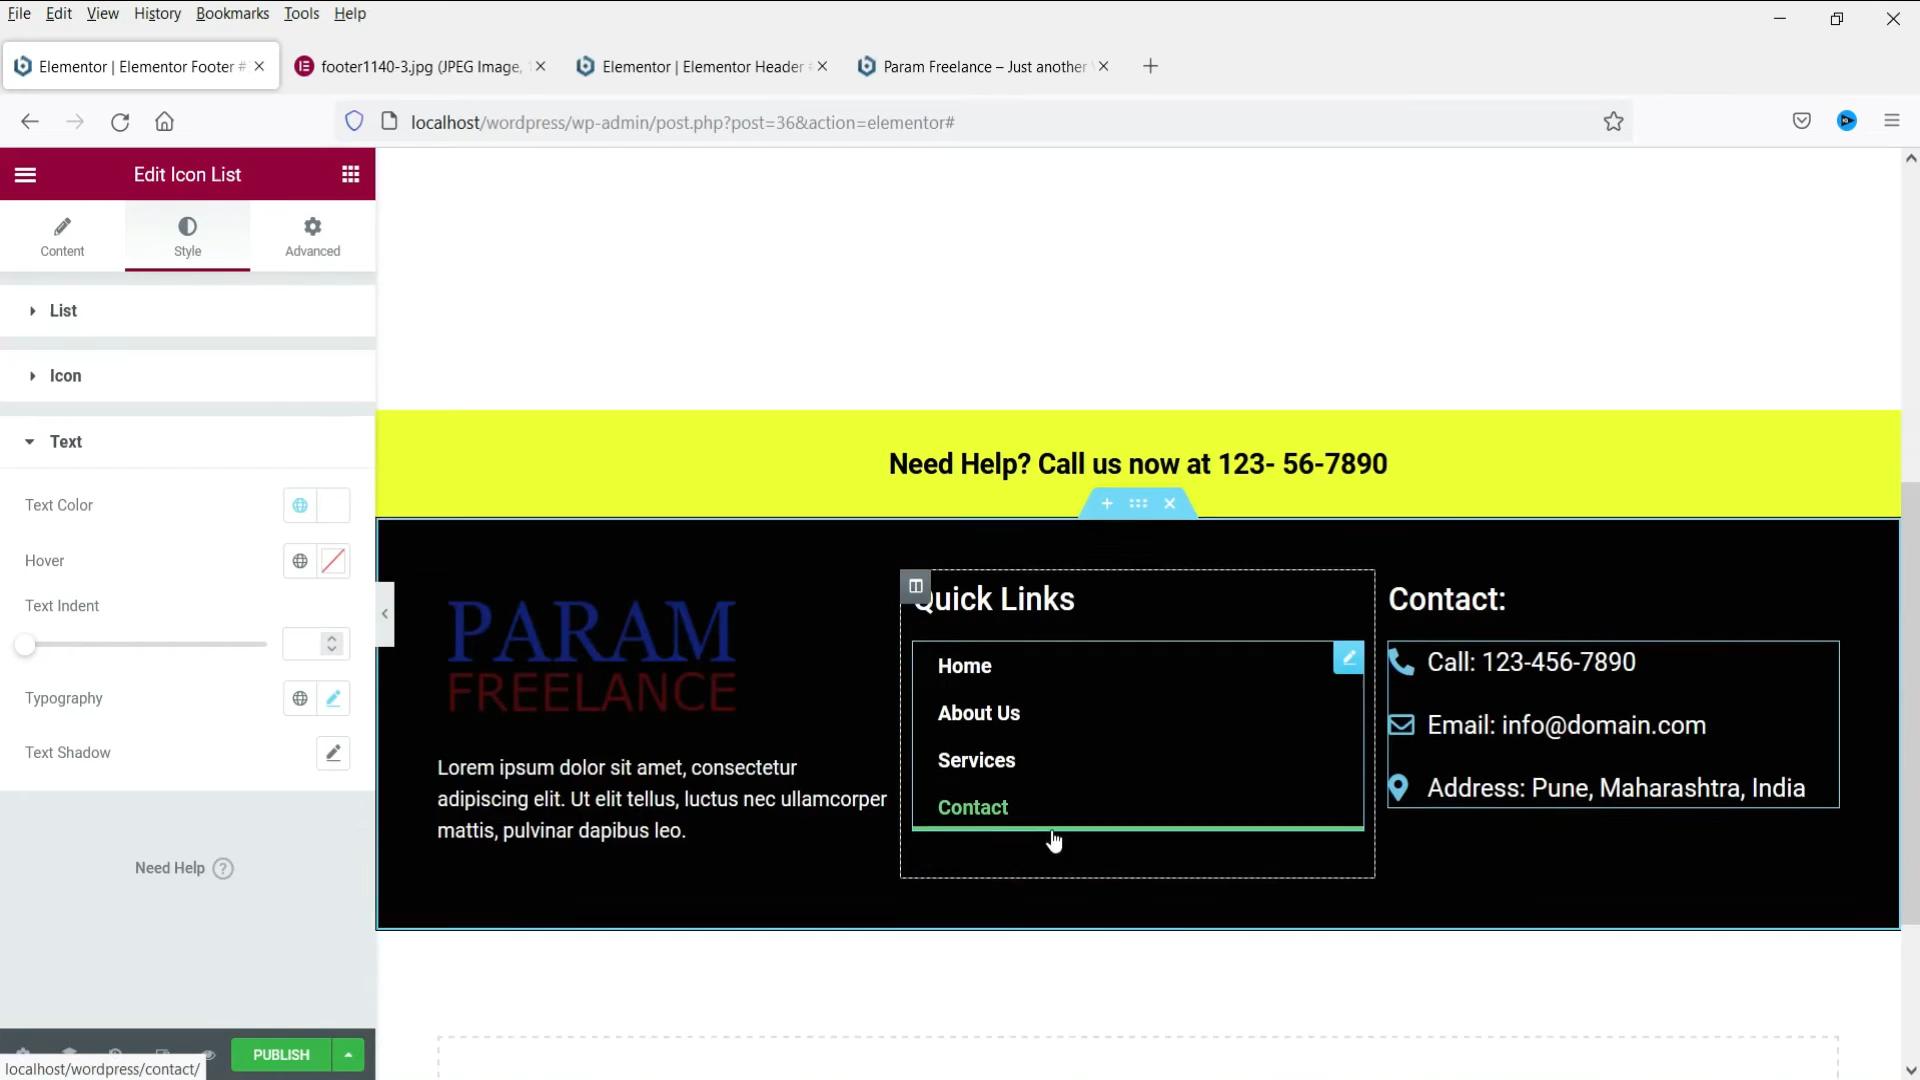 File Edit View History Bookmarks Tools Help
Elementor | Elementor Footer #
footer1140-3.jpg (JPEG Image,
Elementor | Elementor Header
Param Freelance – Just another
localhost/wordpress/wp-admin/post.php?post=36&action=elementor#
Edit Icon List
Content
Style
Advanced
List
Icon
Text
Text Color
Hover
Text Indent
Typography
Text Shadow
Need Help ?
PUBLISH
localhost/wordpress/contact/
Need Help? Call us now at 123- 56-7890
PARAM
FREELANCE
Lorem ipsum dolor sit amet, consectetur
adipiscing elit. Ut elit tellus, luctus nec ullamcorper
mattis, pulvinar dapibus leo.
Quick Links
Home
About Us
Services
Contact
Contact:
Call: 123-456-7890
Email: info@domain.com
Address: Pune, Maharashtra, India